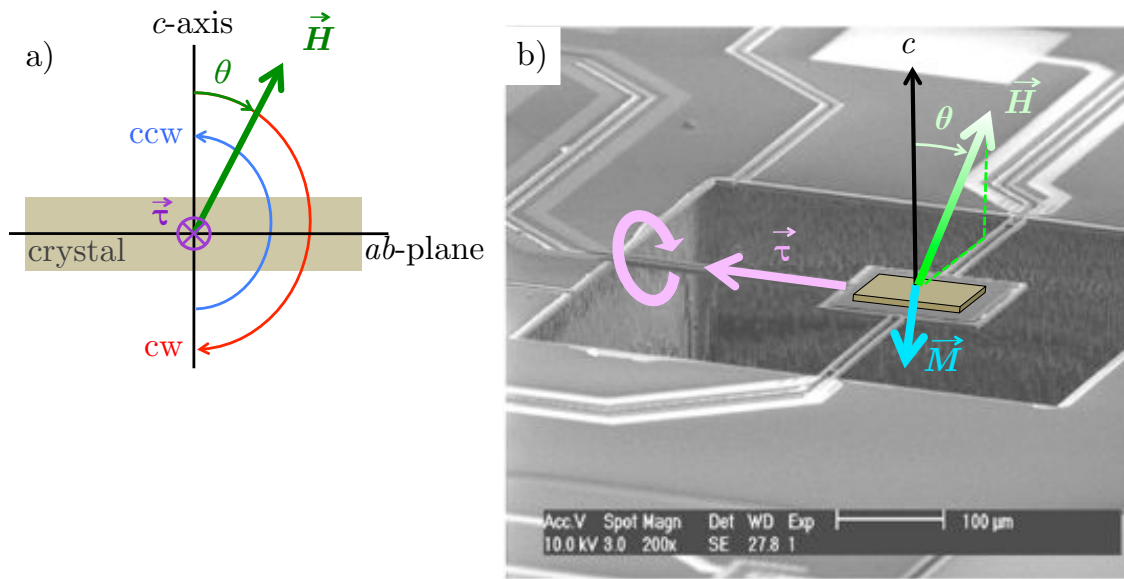 a)
c-axis
H
θ
ccw
τ
crystal
ab-plane
cw
b)
c
H
θ
τ
M
Acc.V Spot Magn Det WD Exp
10.0 kV 3.0 200x SE 27.8 1
100 µm